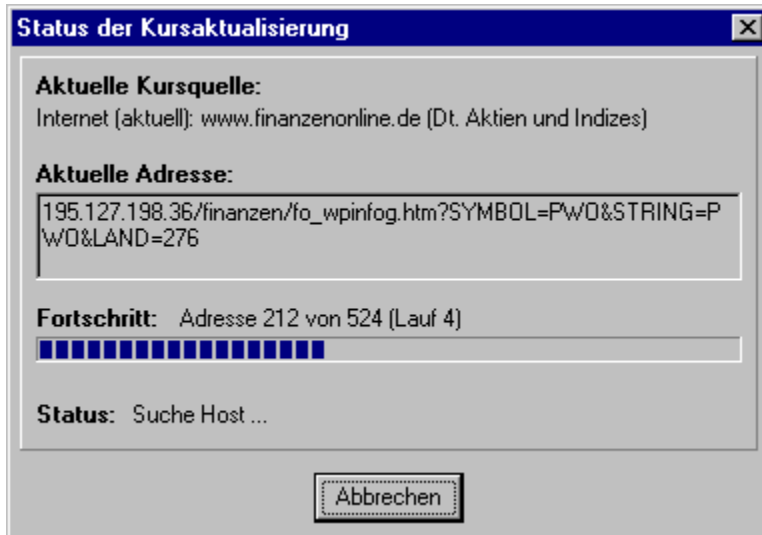 Status der Kursaktualisierung
Aktuelle Kursquelle:
Internet (aktuell): www.finanzenonline.de (Dt. Aktien und Indizes)
Aktuelle Adresse:
195.127.198.36/finanzen/fo_wpinfog.htm?SYMBOL=PWO&STRING=P
WO&LAND=276
Fortschritt: Adresse 212 von 524 (Lauf 4)
Status: Suche Host ...
Abbrechen